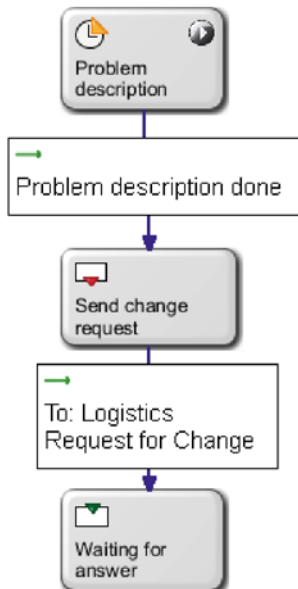 Problem
description
Problem description done
Send change
request
To: Logistics
Request for Change
Waiting for
answer